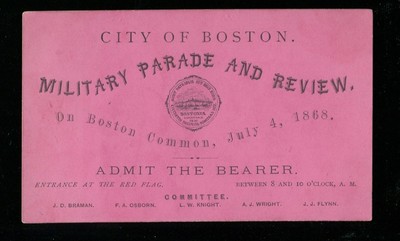 CITY OF BOSTON.
MILITARY PARADE AND REVIEW,
On Boston Common, July 4, 1868.
ADMIT THE BEARER.
ENTRANCE AT THE RED FLAG. BETWEEN 8 AND 10 O'CLOCK, A. M.
COMMITTEE.
J. D. BRAMAN. F. A. OSBORN. L. W. KNIGHT. A. J. WRIGHT. J. J. FLYNN.